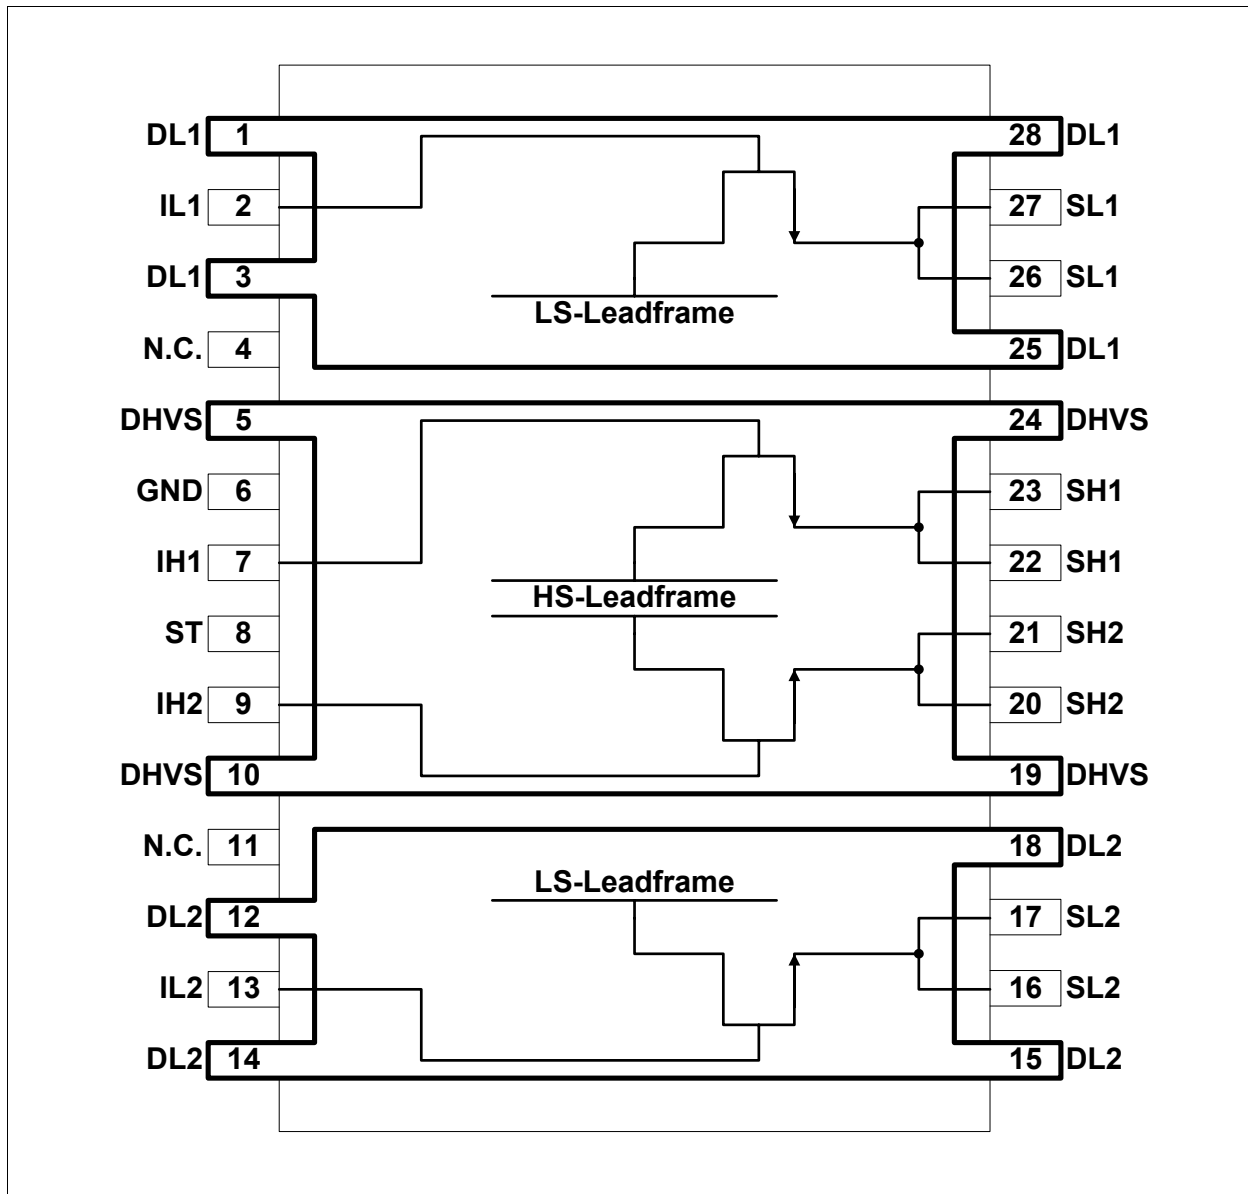 DL1 1 28 DL1
IL1 2 27 SL1
DL1 3 26 SL1
LS-Leadframe
N.C. 4 25 DL1
DHVS 5 24 DHVS
GND 6 23 SH1
IH1 7 22 SH1
HS-Leadframe
ST 8 21 SH2
IH2 9 20 SH2
DHVS 10 19 DHVS
N.C. 11 18 DL2
LS-Leadframe
DL2 12 17 SL2
IL2 13 16 SL2
DL2 14 15 DL2